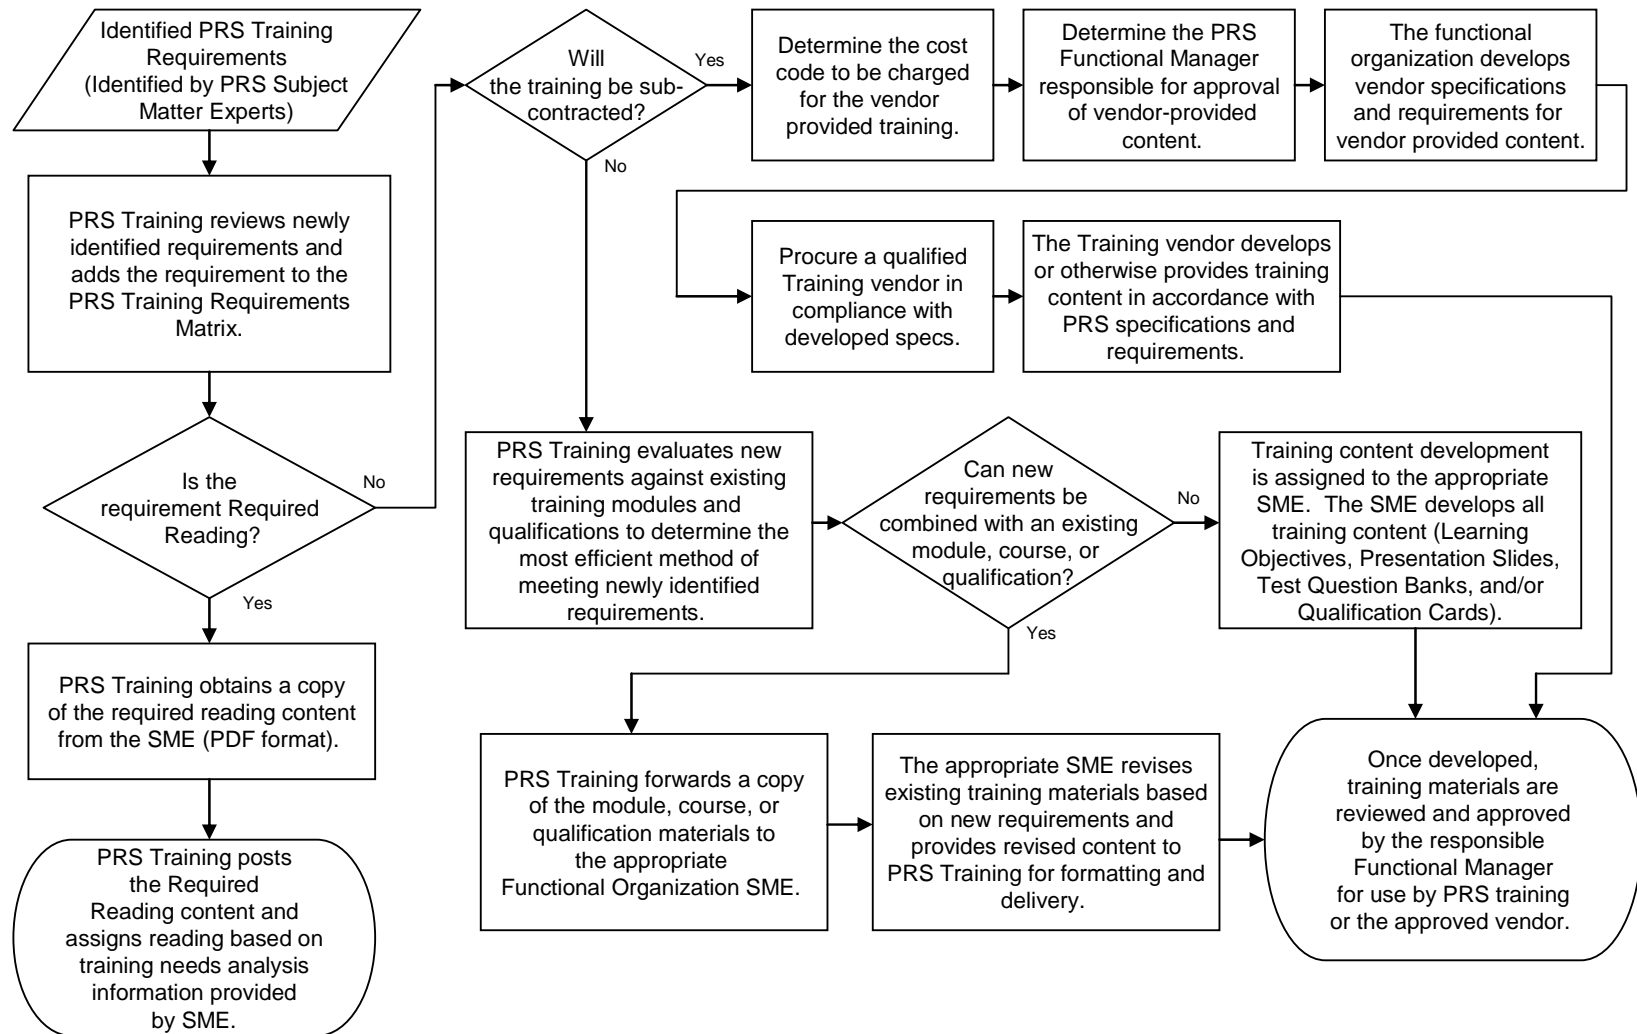 Identified PRS Training
Requirements
(Identified by PRS Subject
Matter Experts)
PRS Training reviews newly
identified requirements and
adds the requirement to the
PRS Training Requirements
Matrix.
Is the
requirement Required
Reading?
No
Yes
PRS Training obtains a copy
of the required reading content
from the SME (PDF format).
PRS Training posts
the Required
Reading content and
assigns reading based on
training needs analysis
information provided
by SME.
Will
the training be sub-
contracted?
Yes
No
Determine the cost
code to be charged
for the vendor
provided training.
Determine the PRS
Functional Manager
responsible for approval
of vendor-provided
content.
The functional
organization develops
vendor specifications
and requirements for
vendor provided content.
Procure a qualified
Training vendor in
compliance with
developed specs.
The Training vendor develops
or otherwise provides training
content in accordance with
PRS specifications and
requirements.
PRS Training evaluates new
requirements against existing
training modules and
qualifications to determine the
most efficient method of
meeting newly identified
requirements.
Can new
requirements be
combined with an existing
module, course, or
qualification?
No
Yes
Training content development
is assigned to the appropriate
SME.  The SME develops all
training content (Learning
Objectives, Presentation Slides,
Test Question Banks, and/or
Qualification Cards).
PRS Training forwards a copy
of the module, course, or
qualification materials to
the appropriate
Functional Organization SME.
The appropriate SME revises
existing training materials based
on new requirements and
provides revised content to
PRS Training for formatting and
delivery.
Once developed,
training materials are
reviewed and approved
by the responsible
Functional Manager
for use by PRS training
or the approved vendor.